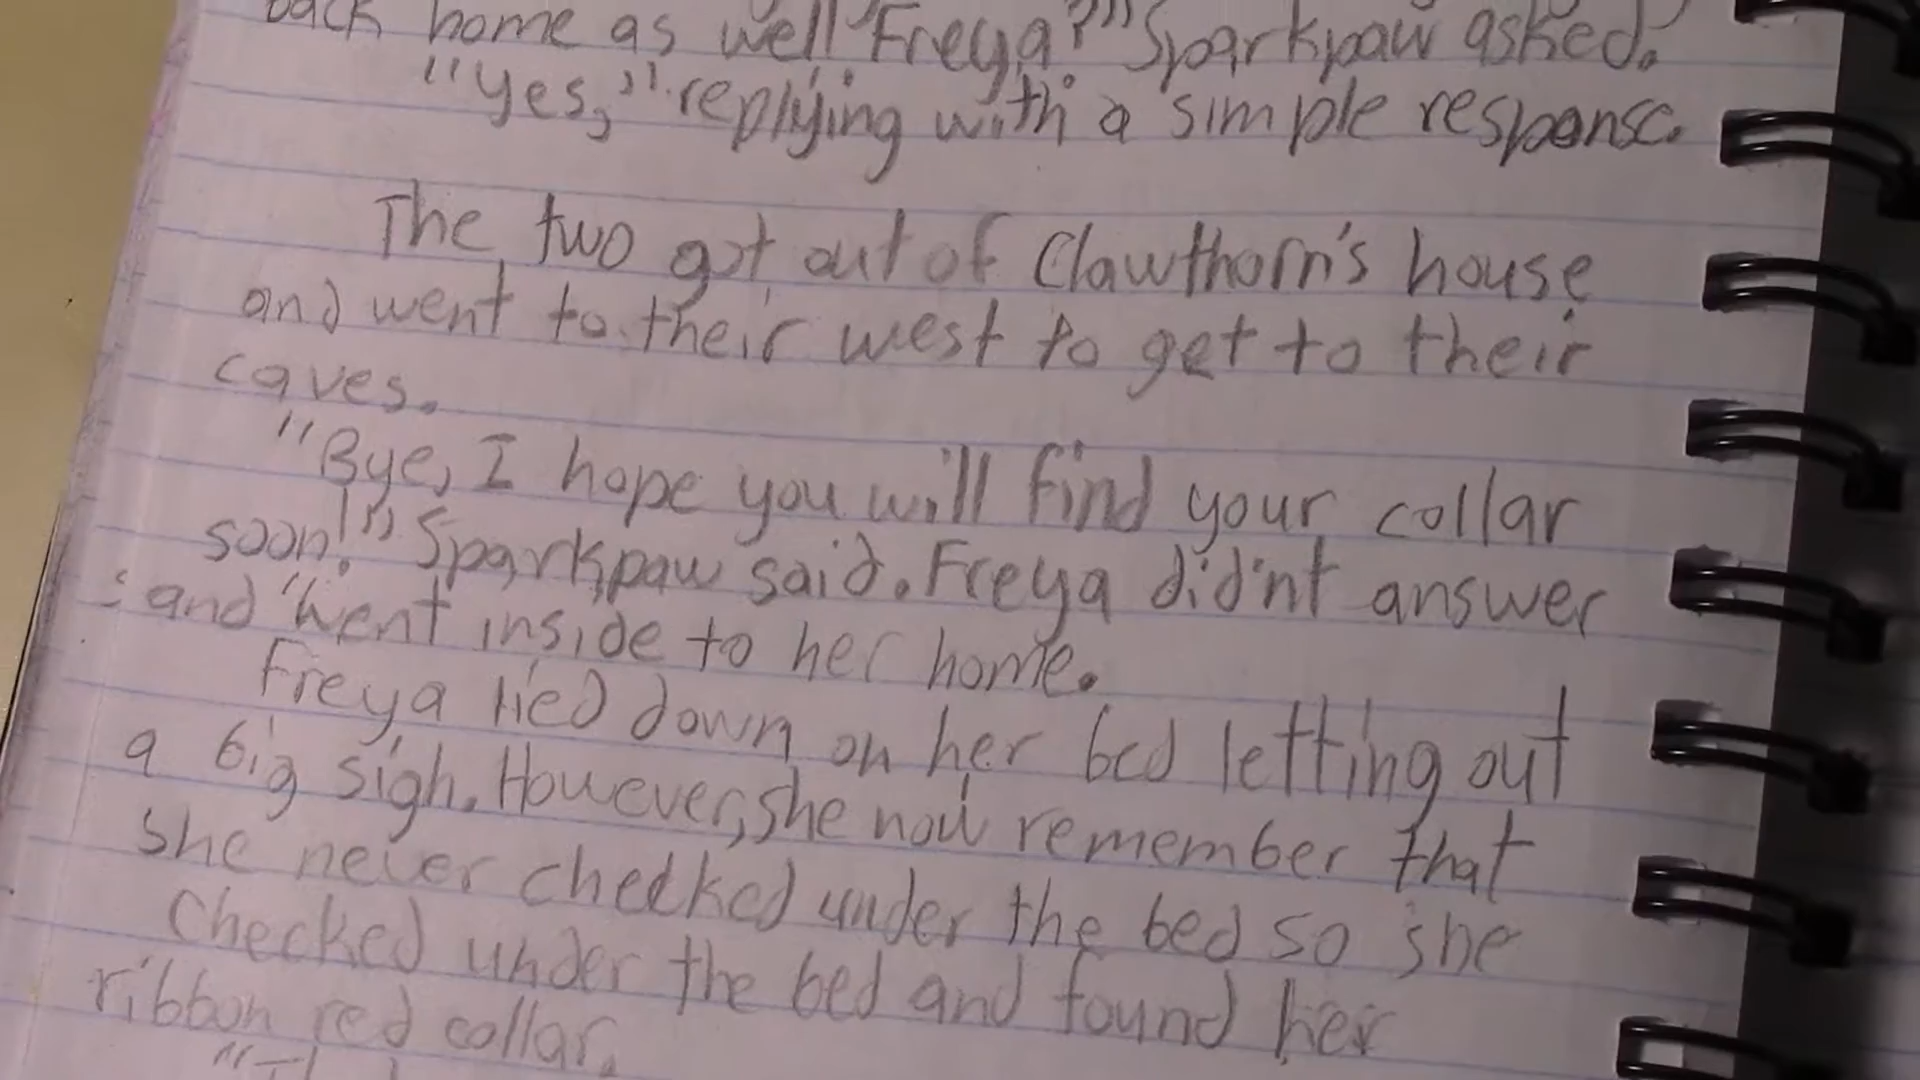 back home as well Freya?" Sparkpaw asked.
"Yes," replying with a simple response.
The two got out of Clawthorn's house
and went to their west to get to their
caves.
"Bye, I hope you will find your collar
soon!" Sparkpaw said. Freya did'nt answer
and went inside to her home.
Freya lied down on her bed letting out
a big sigh. However, she now remember that
she never checked under the bed so she
checked under the bed and found her
ribbon red collar.